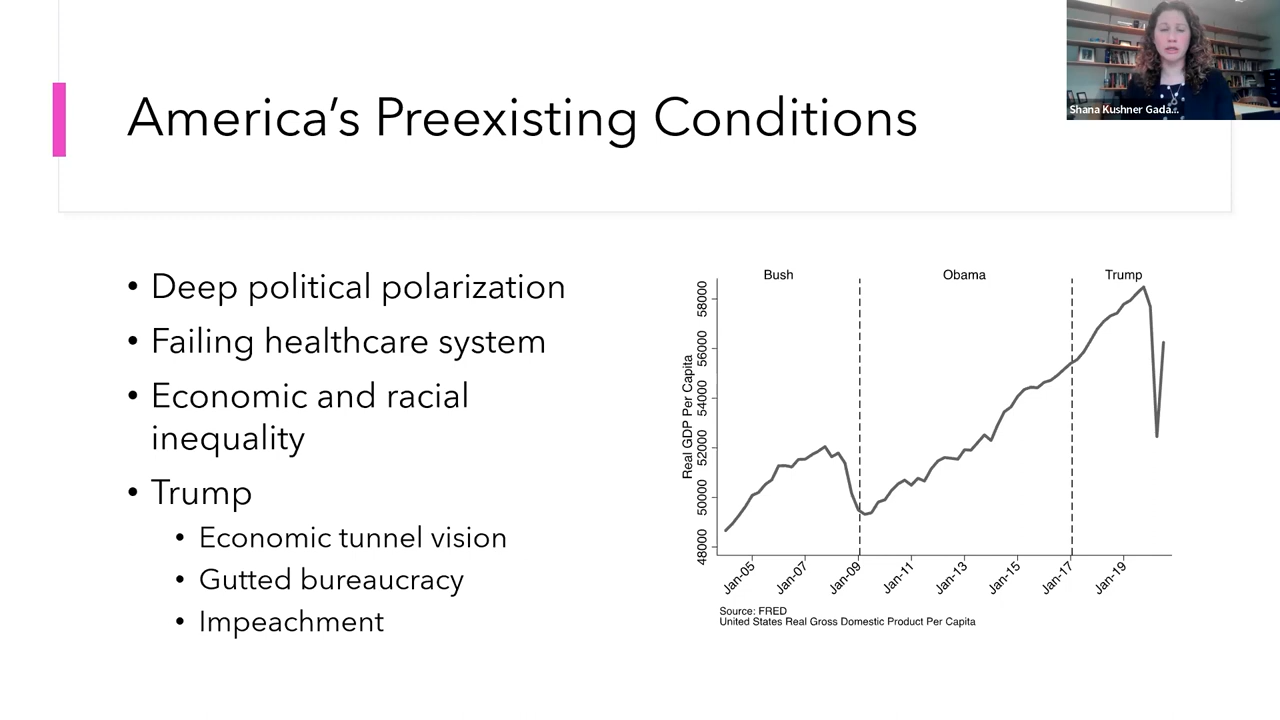 Shana Kushner Gada...
America's Preexisting Conditions
• Deep political polarization
• Failing healthcare system
• Economic and racial
inequality
• Trump
• Economic tunnel vision
• Gutted bureaucracy
• Impeachment
Bush
Obama
Trump
Real GDP Per Capita
58000
56000
54000
52000
50000
48000
Jan-05
Jan-07
Jan-09
Jan-11
Jan-13
Jan-15
Jan-17
Jan-19
Source: FRED
United States Real Gross Domestic Product Per Capita